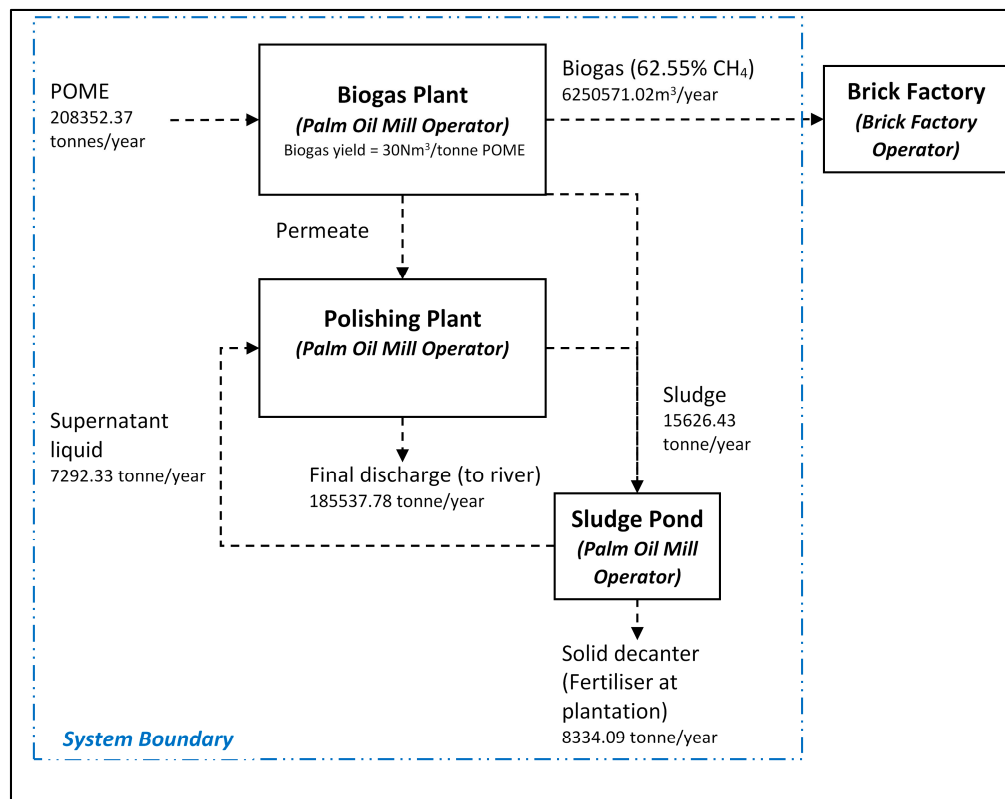 POME
208352.37
tonnes/year
Biogas Plant
(Palm Oil Mill Operator)
Biogas yield = 30Nm³/tonne POME
Biogas (62.55% CH₄)
6250571.02m³/year
Brick Factory
(Brick Factory
Operator)
Permeate
Polishing Plant
(Palm Oil Mill Operator)
Supernatant
liquid
7292.33 tonne/year
Final discharge (to river)
185537.78 tonne/year
Sludge
15626.43
tonne/year
Sludge Pond
(Palm Oil Mill
Operator)
Solid decanter
(Fertiliser at
plantation)
8334.09 tonne/year
System Boundary